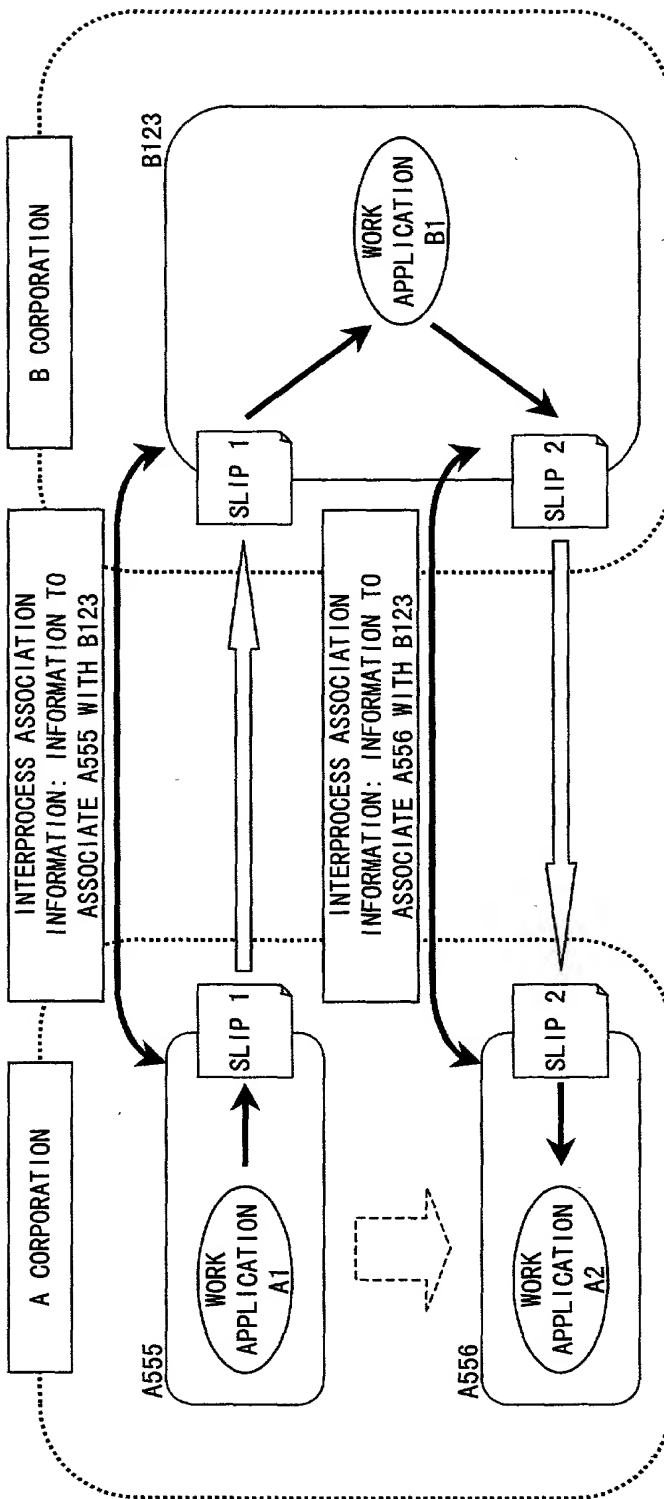 A CORPORATION
B CORPORATION
INTERPROCESS ASSOCIATION
INFORMATION: INFORMATION TO
ASSOCIATE A555 WITH B123
A555
WORK
APPLICATION
A1
SLIP 1
SLIP 1
B123
WORK
APPLICATION
B1
INTERPROCESS ASSOCIATION
INFORMATION: INFORMATION TO
ASSOCIATE A556 WITH B123
A556
WORK
APPLICATION
A2
SLIP 2
SLIP 2